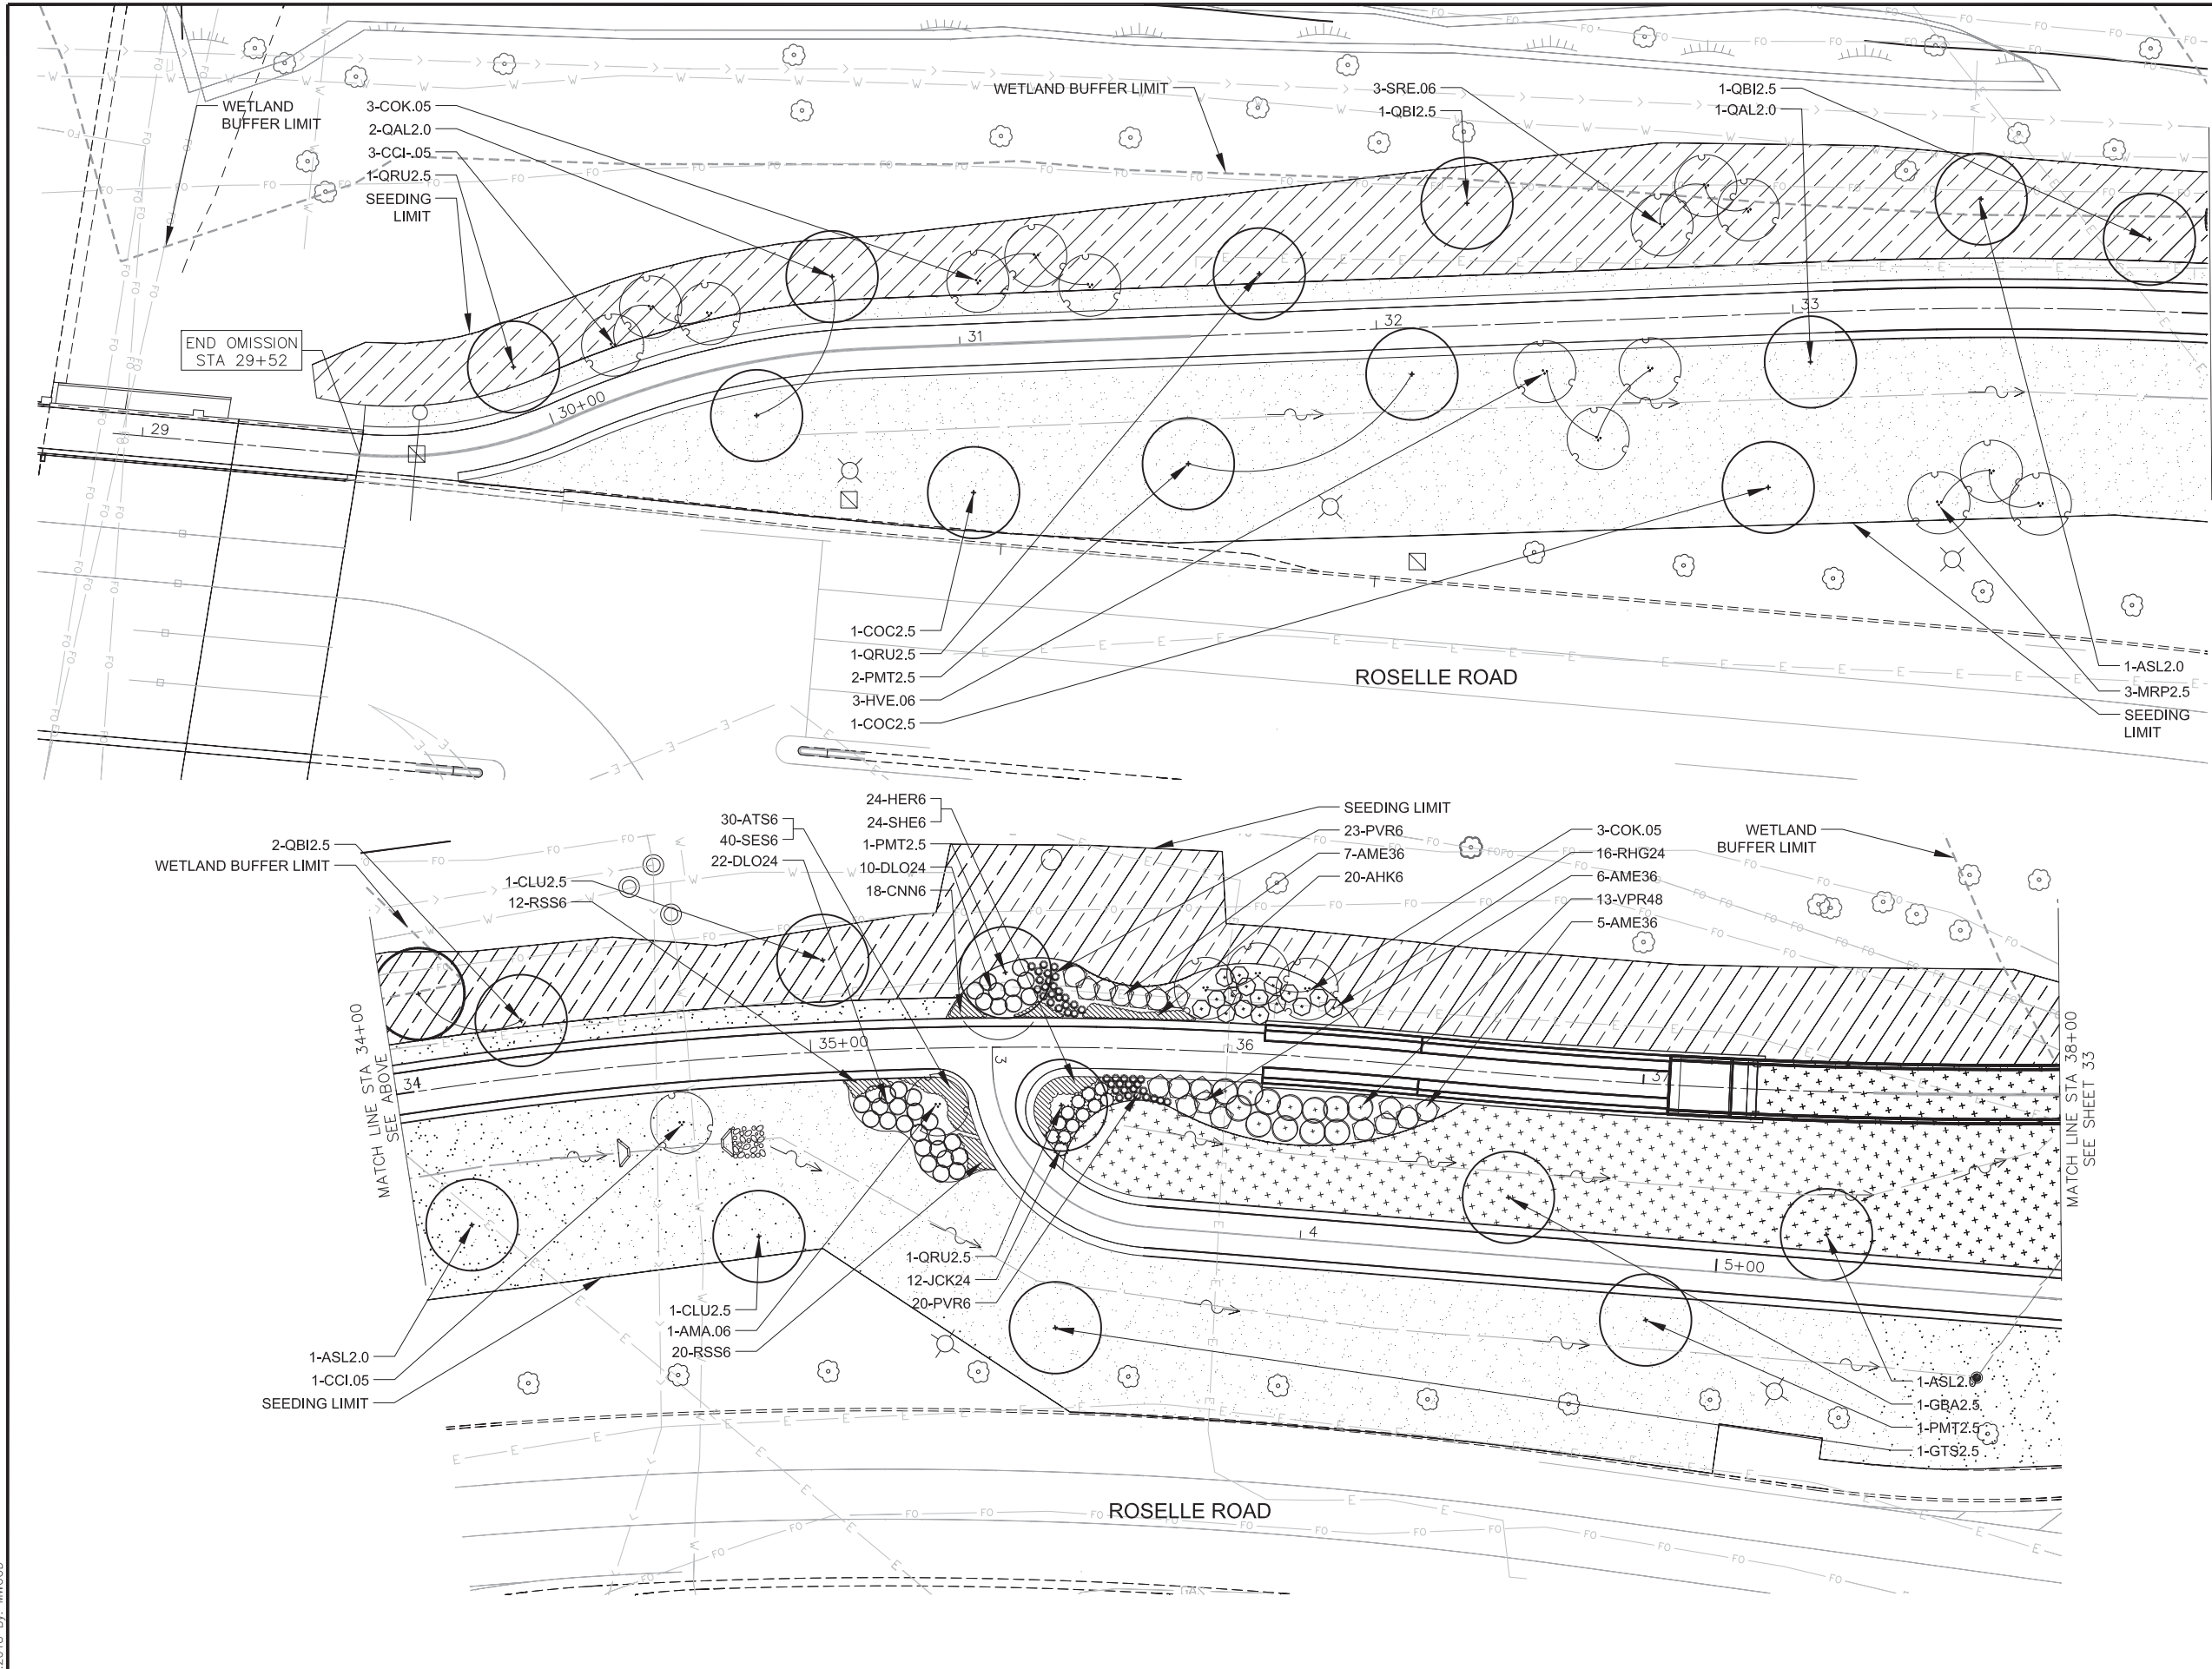 WETLAND
BUFFER LIMIT
3-COK.05
2-QAL2.0
3-CCI-.05
1-QRU2.5
SEEDING
LIMIT
WETLAND BUFFER LIMIT
3-SRE.06
1-QBI2.5
1-QBI2.5
1-QAL2.0
END OMISSION
STA 29+52
29
30+00
31
32
33
1-COC2.5
1-QRU2.5
2-PMT2.5
3-HVE.06
1-COC2.5
ROSELLE ROAD
1-ASL2.0
3-MRP2.5
SEEDING
LIMIT
2-QBI2.5
WETLAND BUFFER LIMIT
1-CLU2.5
12-RSS6
30-ATS6
40-SES6
22-DLO24
24-HER6
24-SHE6
1-PMT2.5
10-DLO24
18-CNN6
SEEDING LIMIT
23-PVR6
7-AME36
20-AHK6
3-COK.05
16-RHG24
6-AME36
13-VPR48
5-AME36
WETLAND
BUFFER LIMIT
MATCH LINE STA 34+00
SEE ABOVE
34
35+00
36
37
3
4
5+00
MATCH LINE STA 38+00
SEE SHEET 33
1-QRU2.5
12-JCK24
20-PVR6
1-CLU2.5
1-AMA.06
20-RSS6
1-ASL2.0
1-CCI.05
SEEDING LIMIT
1-ASL2.0
1-GBA2.5
1-PMT2.5
1-GTS2.5
ROSELLE ROAD
GAS